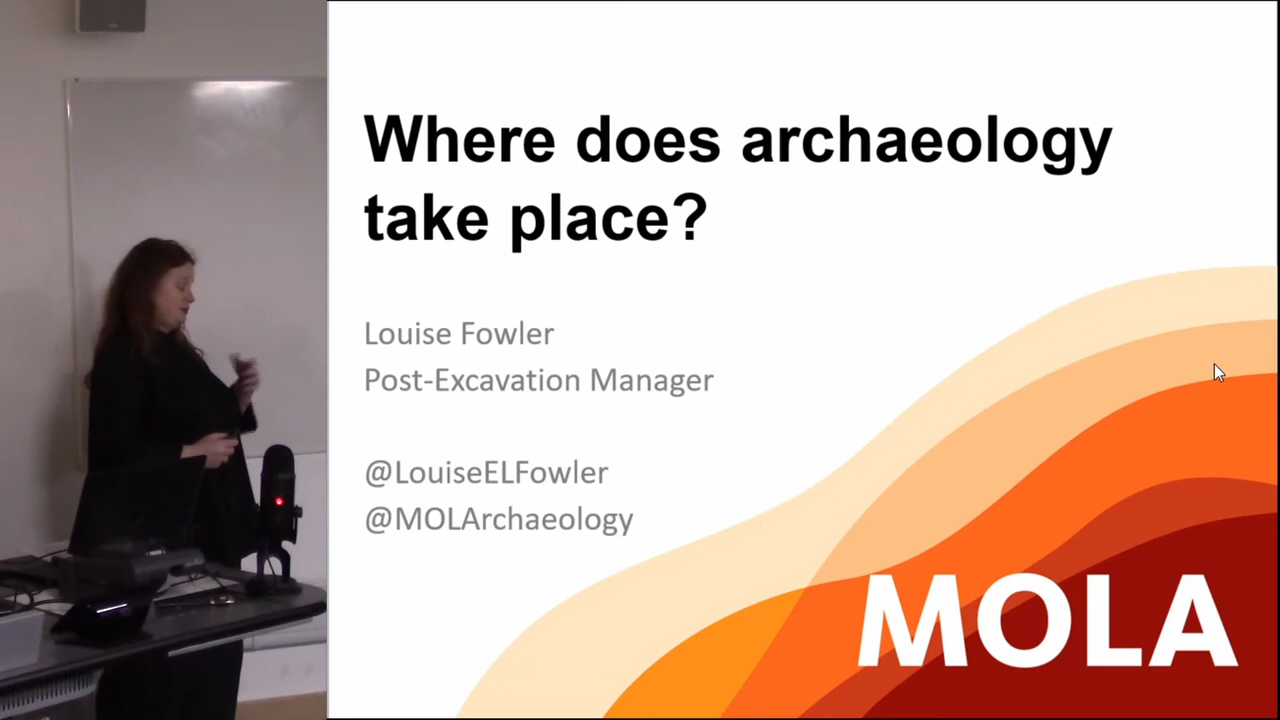 Where does archaeology
take place?
Louise Fowler
Post-Excavation Manager
@LouiseELFowler
@MOLArchaeology
MOLA